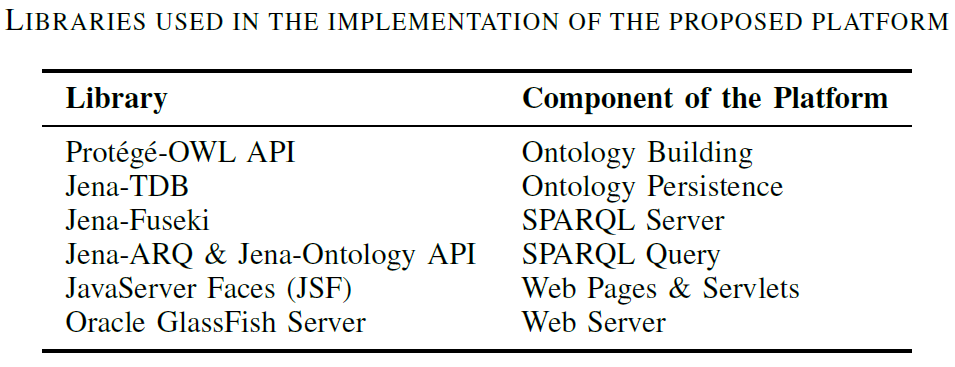 LIBRARIES USED IN THE IMPLEMENTATION OF THE PROPOSED PLATFORM
Library Component of the Platform
Protégé-OWL API Ontology Building
Jena-TDB Ontology Persistence
Jena-Fuseki SPARQL Server
Jena-ARQ & Jena-Ontology API SPARQL Query
JavaServer Faces (JSF) Web Pages & Servlets
Oracle GlassFish Server Web Server